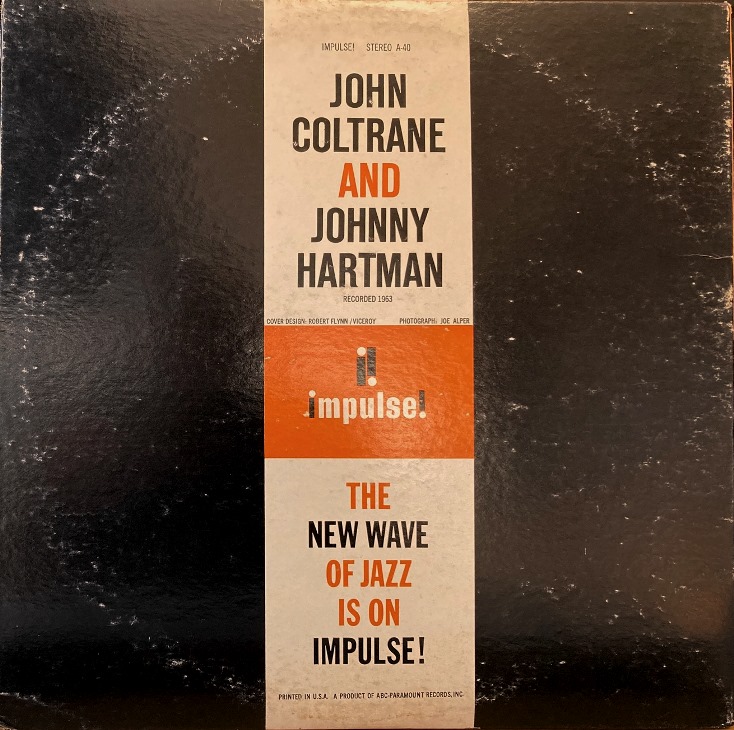 IMPULSE! STEREO A-40
JOHN
COLTRANE
AND
JOHNNY
HARTMAN
RECORDED 1963
COVER DESIGN: ROBERT FLYNN / VICEROY PHOTOGRAPH: JOE ALPER
i!
impulse!
THE
NEW WAVE
OF JAZZ
IS ON
IMPULSE!
PRINTED IN U.S.A. A PRODUCT OF ABC-PARAMOUNT RECORDS, INC.